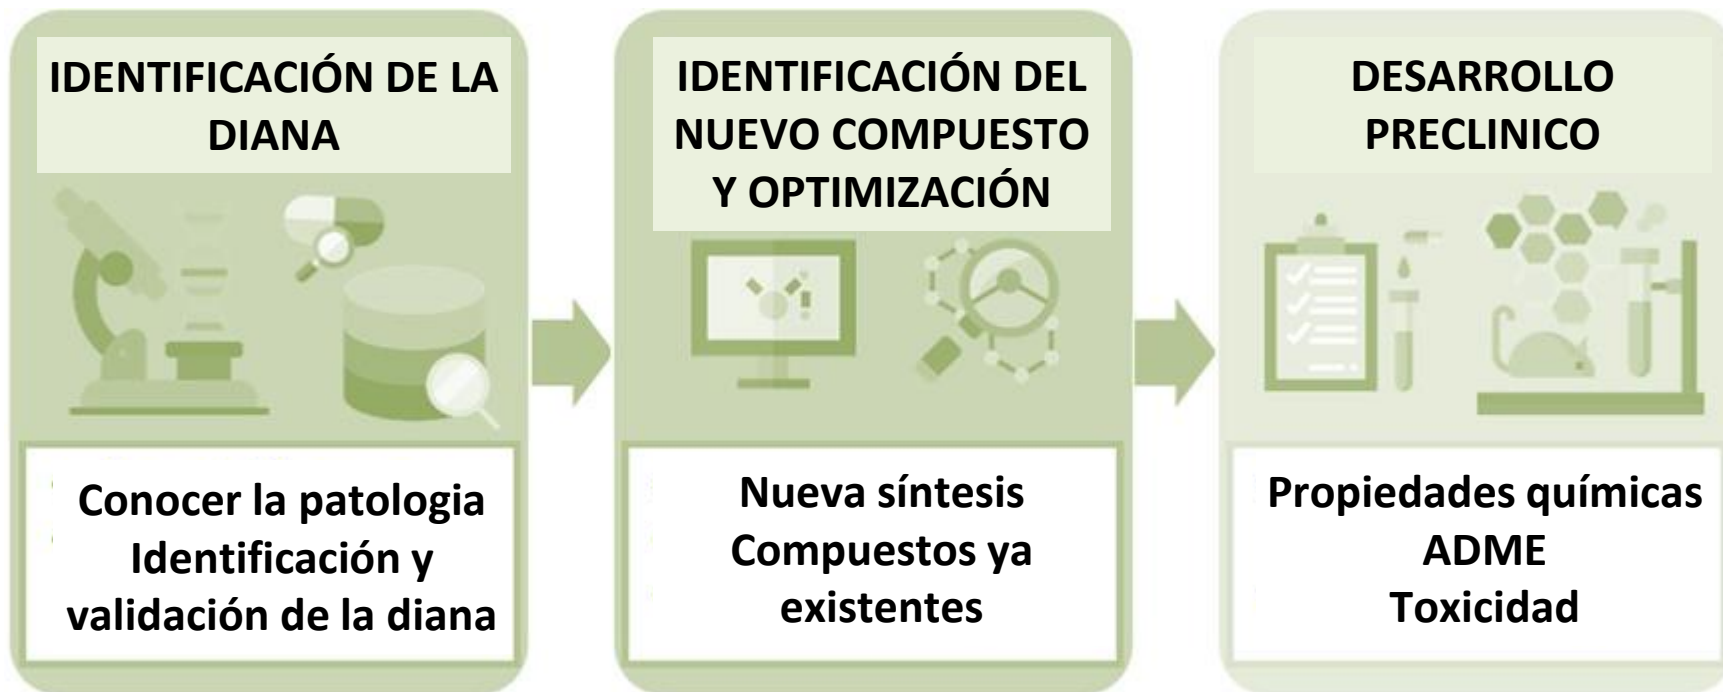 IDENTIFICACIÓN DE LA
DIANA
Conocer la patologia
Identificación y
validación de la diana
IDENTIFICACIÓN DEL
NUEVO COMPUESTO
Y OPTIMIZACIÓN
Nueva síntesis
Compuestos ya
existentes
DESARROLLO
PRECLINICO
Propiedades químicas
ADME
Toxicidad